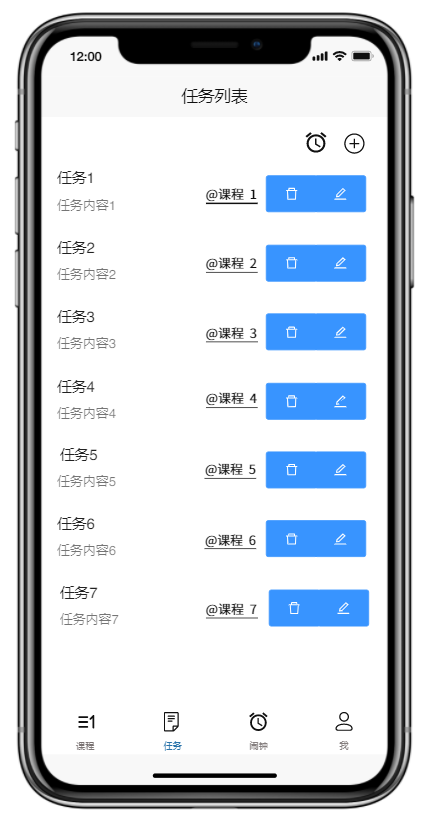 12:00
任务列表
任务1
任务内容1
@课程 1
任务2
任务内容2
@课程 2
任务3
任务内容3
@课程 3
任务4
任务内容4
@课程 4
任务5
任务内容5
@课程 5
任务6
任务内容6
@课程 6
任务7
任务内容7
@课程 7
课程
任务
闹钟
我